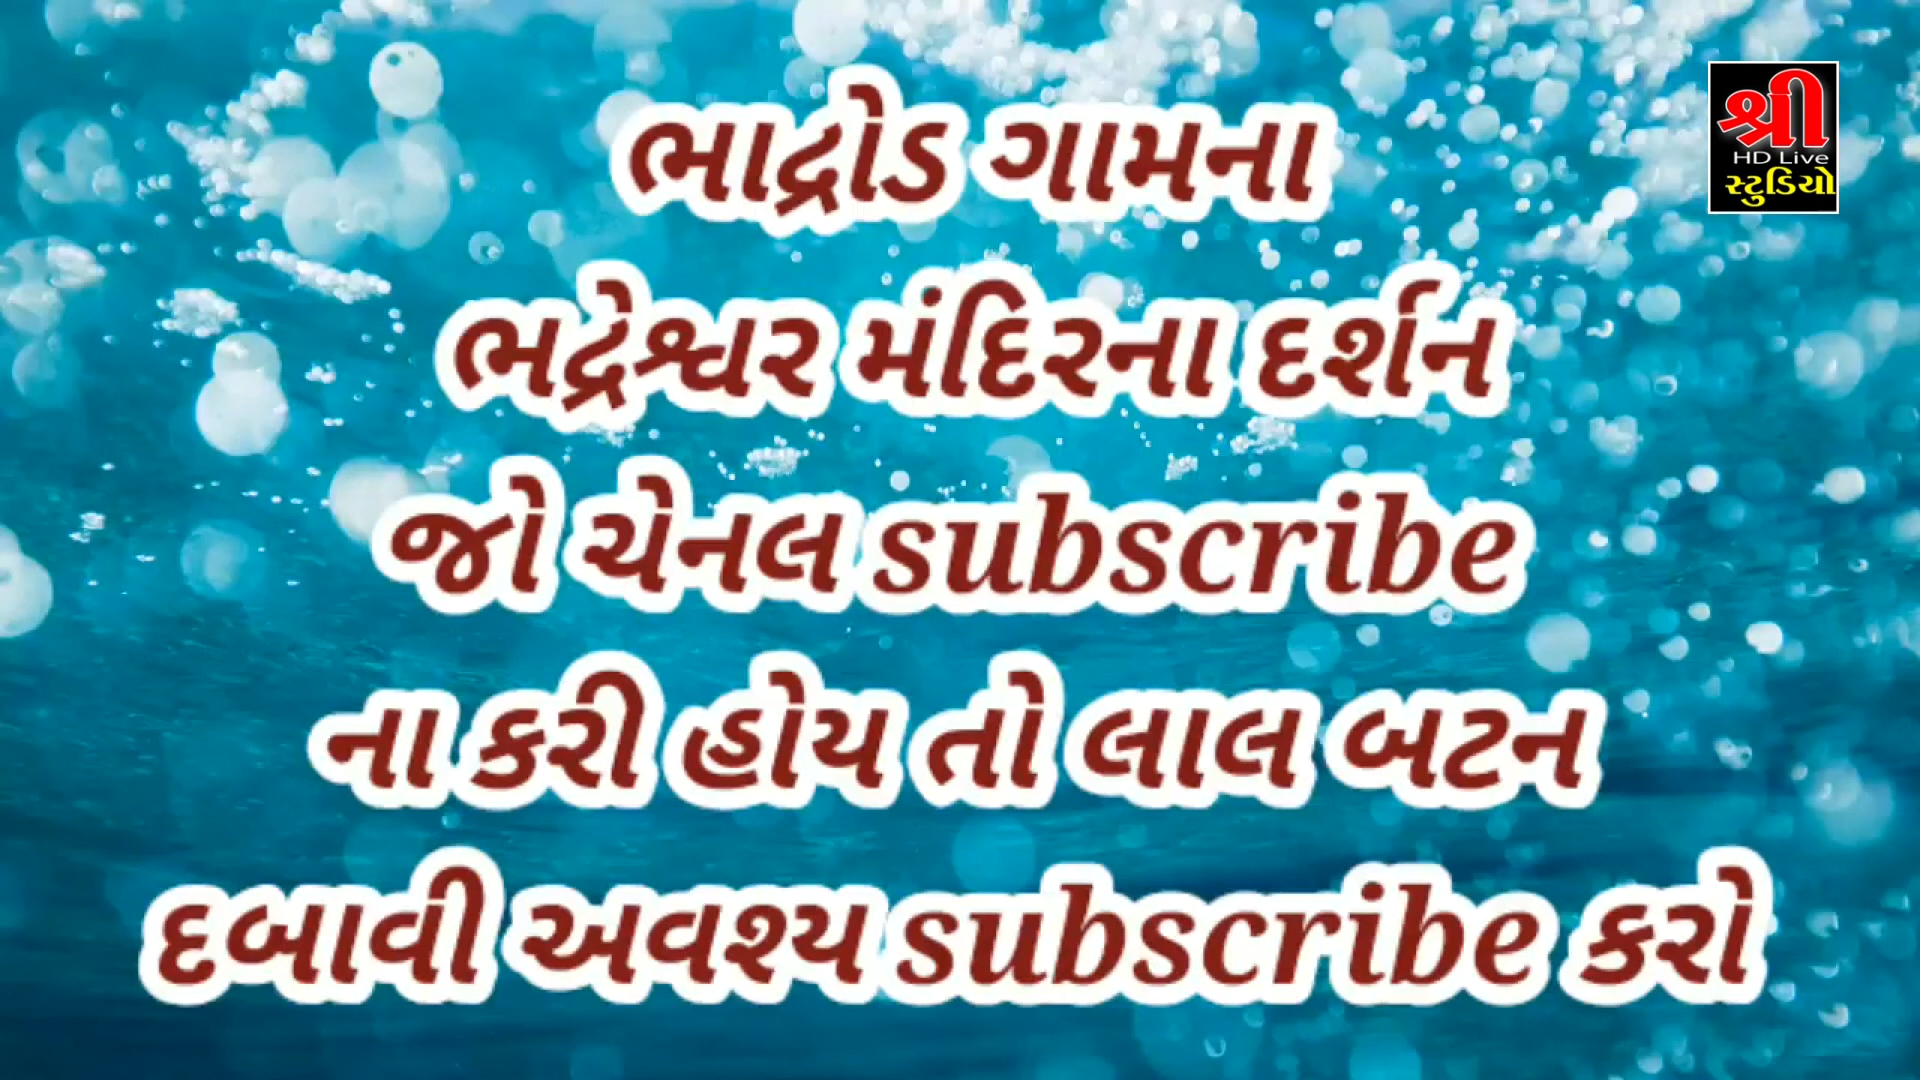 ભાદ્રોડ ગામના
ભદ્રેશ્વર મંદિરના દર્શન
જો ચેનલ subscribe
ના કરી હોય તો લાલ બટન
દબાવી અવશ્ય subscribe કરો
શ્રી
HD Live
સ્ટુડિયો